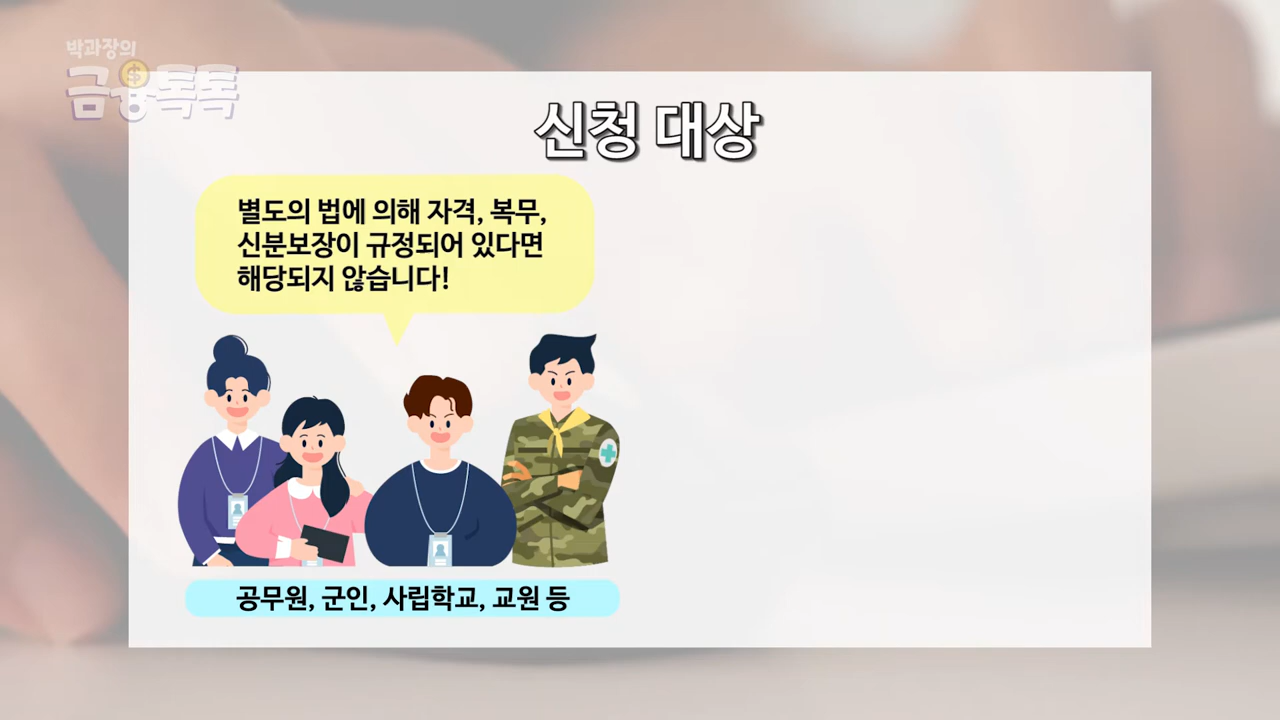 박과장의
금융톡톡
신청 대상
별도의 법에 의해 자격, 복무,
신분보장이 규정되어 있다면
해당되지 않습니다!
공무원, 군인, 사립학교, 교원 등